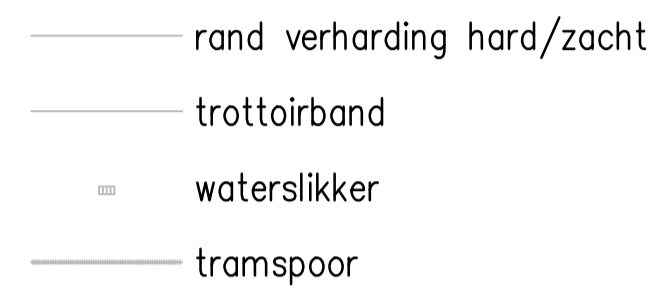 rand verharding hard/zacht
trottoirband
waterslikker
tramspoor